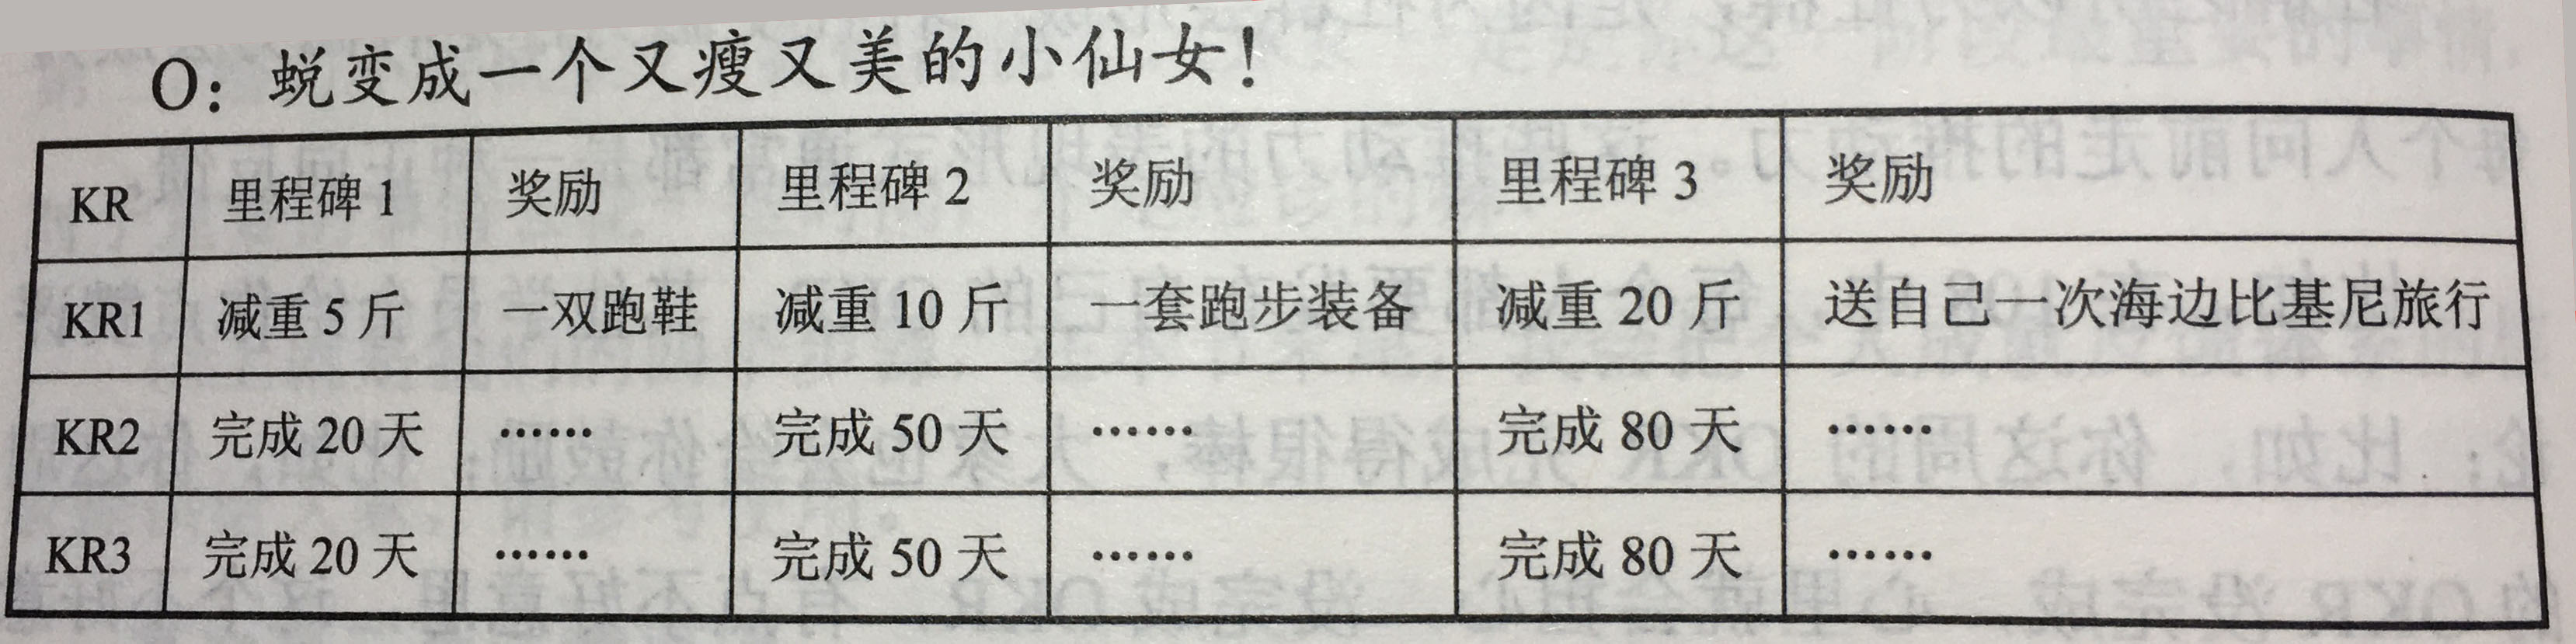 O：蜕变成一个又瘦又美的小仙女！
KR 里程碑 1 奖励 里程碑 2 奖励 里程碑 3 奖励
KR1 减重 5 斤 一双跑鞋 减重 10 斤 一套跑步装备 减重 20 斤 送自己一次海边比基尼旅行
KR2 完成 20 天 …… 完成 50 天 …… 完成 80 天 ……
KR3 完成 20 天 …… 完成 50 天 …… 完成 80 天 ……